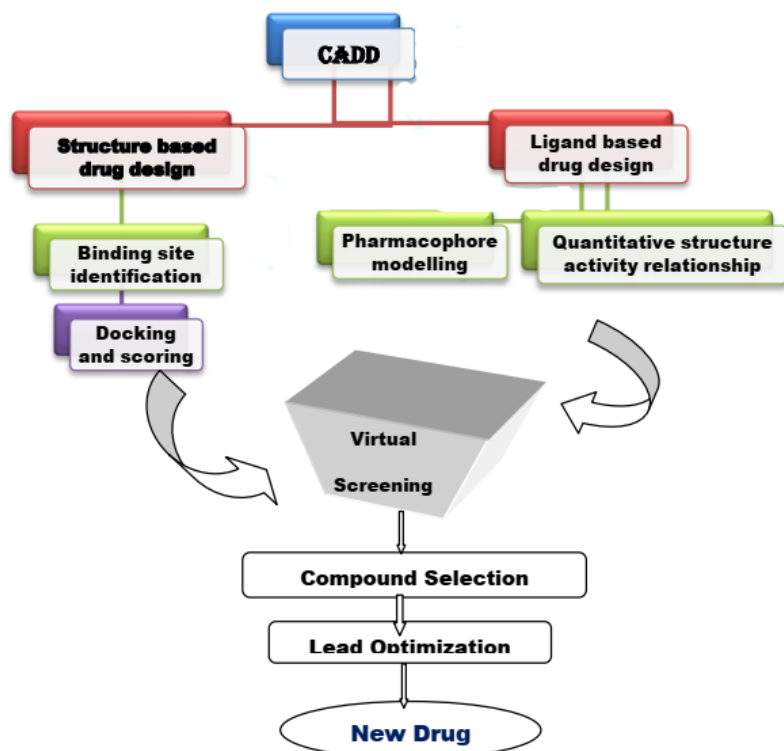 CADD
Structure based
drug design
Ligand based
drug design
Binding site
identification
Pharmacophore
modelling
Quantitative structure
activity relationship
Docking
and scoring
Virtual
Screening
Compound Selection
Lead Optimization
New Drug